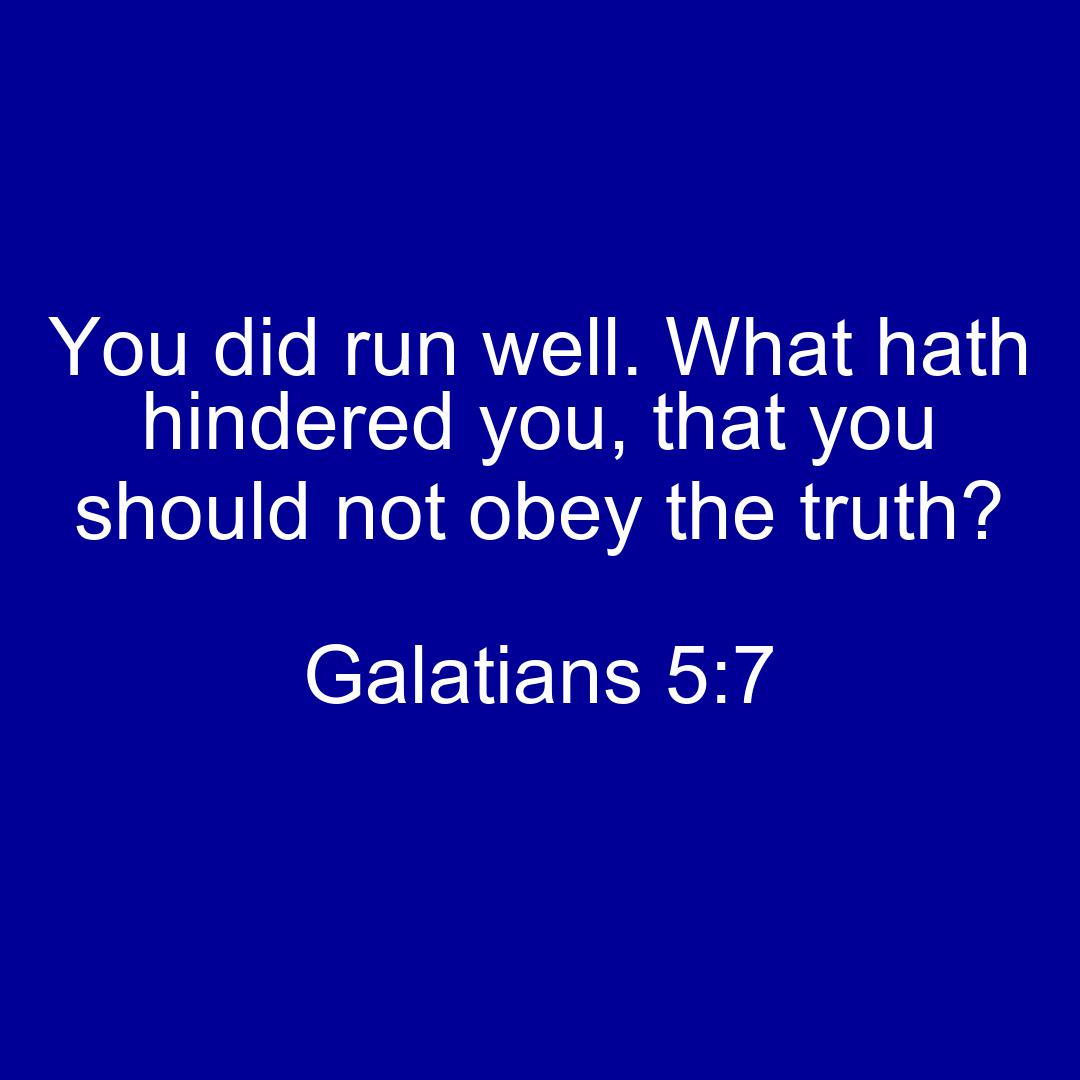 You did run well. What hath
hindered you, that you
should not obey the truth?
Galatians 5:7